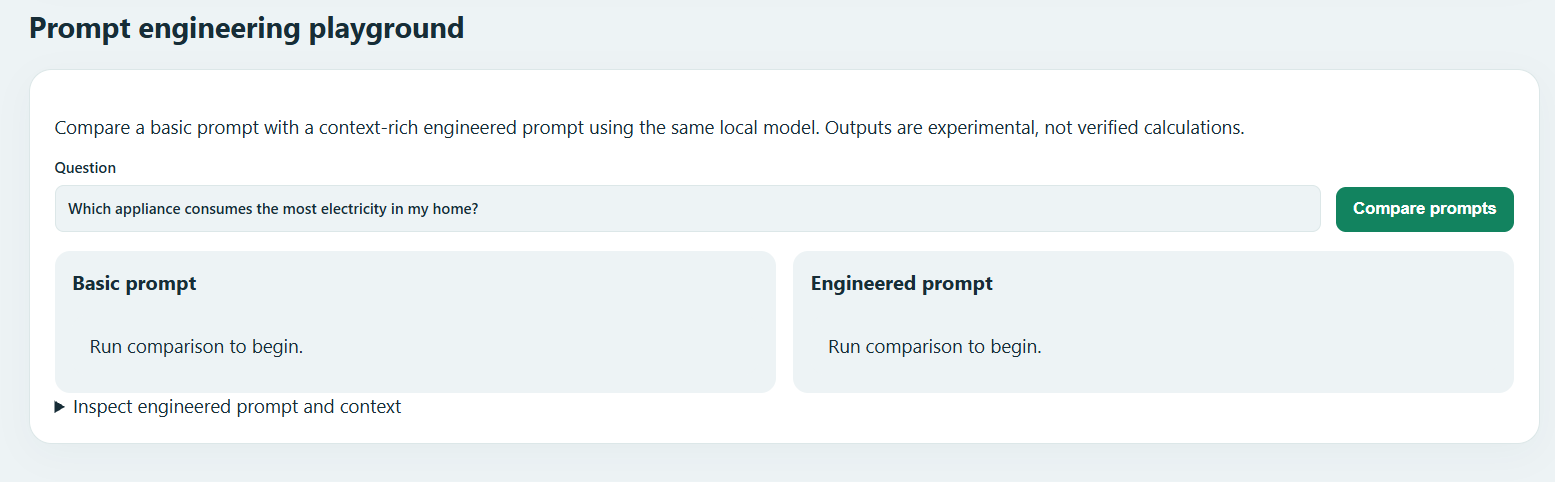 Prompt engineering playground
Compare a basic prompt with a context-rich engineered prompt using the same local model. Outputs are experimental, not verified calculations.
Question
Which appliance consumes the most electricity in my home?
Compare prompts
Basic prompt
Run comparison to begin.
Engineered prompt
Run comparison to begin.
Inspect engineered prompt and context